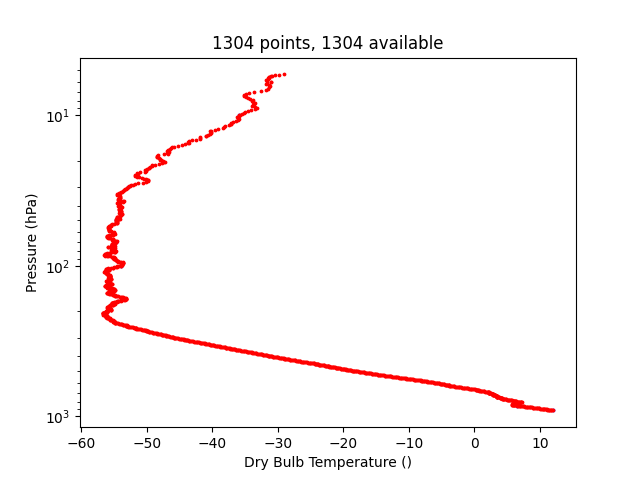 1304 points, 1304 available
Pressure (hPa)
10¹
10²
10³
−60 −50 −40 −30 −20 −10 0 10
Dry Bulb Temperature ()